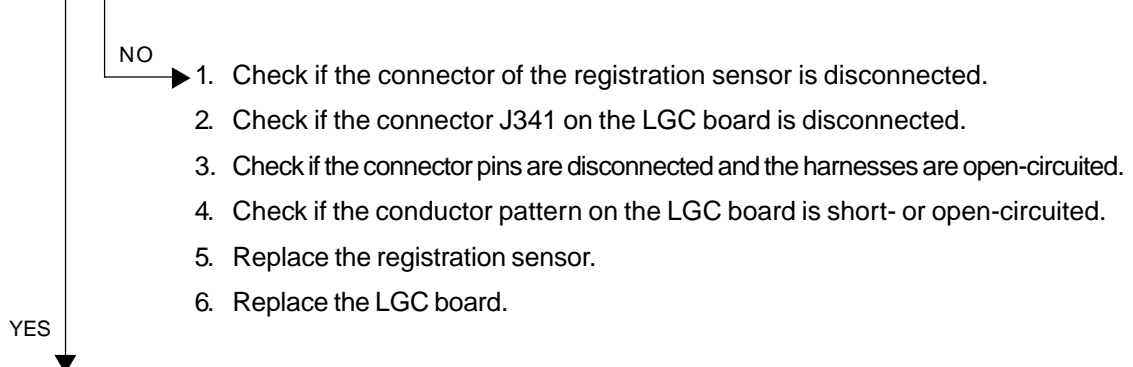 NO
1. Check if the connector of the registration sensor is disconnected.
2. Check if the connector J341 on the LGC board is disconnected.
3. Check if the connector pins are disconnected and the harnesses are open-circuited.
4. Check if the conductor pattern on the LGC board is short- or open-circuited.
5. Replace the registration sensor.
6. Replace the LGC board.
YES